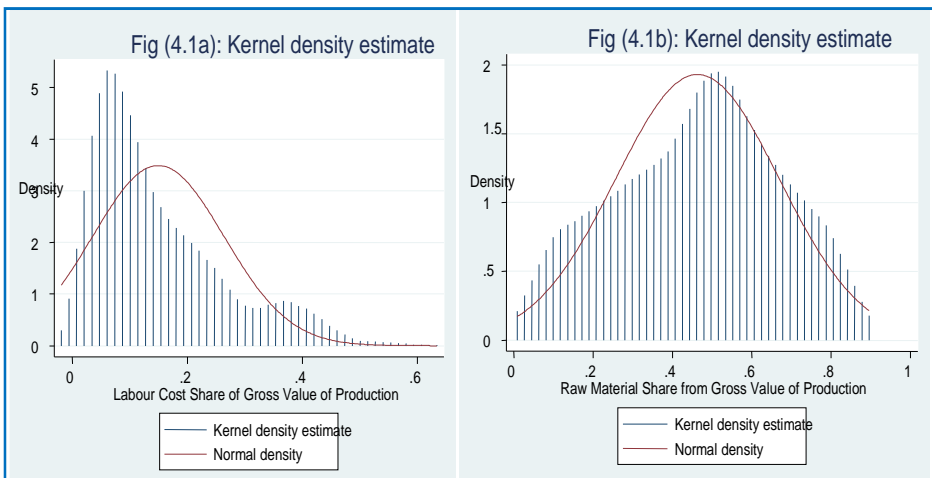 Fig (4.1a): Kernel density estimate
5
4
3
Density
2
1
0
0 .2 .4 .6
Labour Cost Share of Gross Value of Production
Kernel density estimate
Normal density
Fig (4.1b): Kernel density estimate
2
1.5
Density
1
.5
0
0 .2 .4 .6 .8 1
Raw Material Share from Gross Value of Production
Kernel density estimate
Normal density